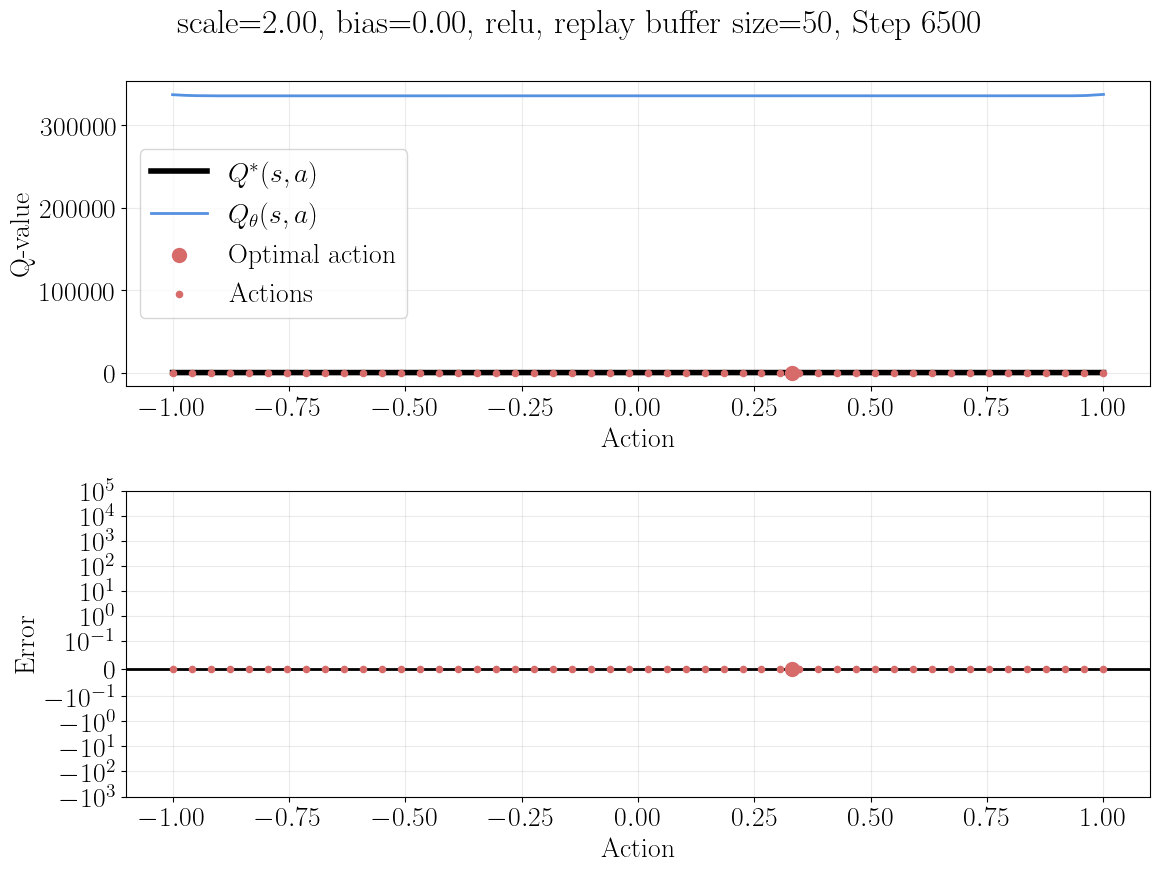 scale=2.00, bias=0.00, relu, replay buffer size=50, Step 6500
Q-value
300000
200000
100000
0
Q*(s, a)
Q_θ(s, a)
Optimal action
Actions
−1.00 −0.75 −0.50 −0.25 0.00 0.25 0.50 0.75 1.00
Action
Error
10^5
10^4
10^3
10^2
10^1
10^0
10^−1
0
−10^−1
−10^0
−10^1
−10^2
−10^3
−1.00 −0.75 −0.50 −0.25 0.00 0.25 0.50 0.75 1.00
Action